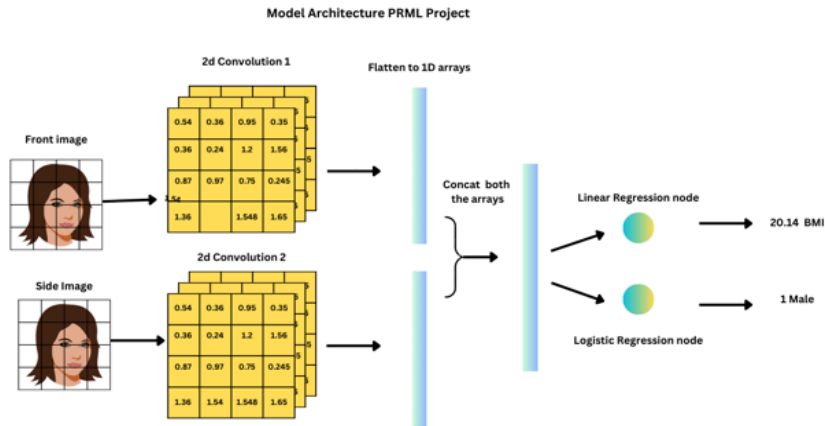 Model Architecture PRML Project
2d Convolution 1
Flatten to 1D arrays
Front image
0.54 0.36 0.95 0.35
0.36 0.24 1.2 1.56
0.87 0.97 0.75 0.245
1.54
1.36 1.548 1.65
Concat both
the arrays
Linear Regression node
20.14 BMI
2d Convolution 2
Side Image
0.54 0.36 0.95 0.35
0.36 0.24 1.2 1.56
0.87 0.97 0.75 0.245
1.36 1.54 1.548 1.65
1 Male
Logistic Regression node